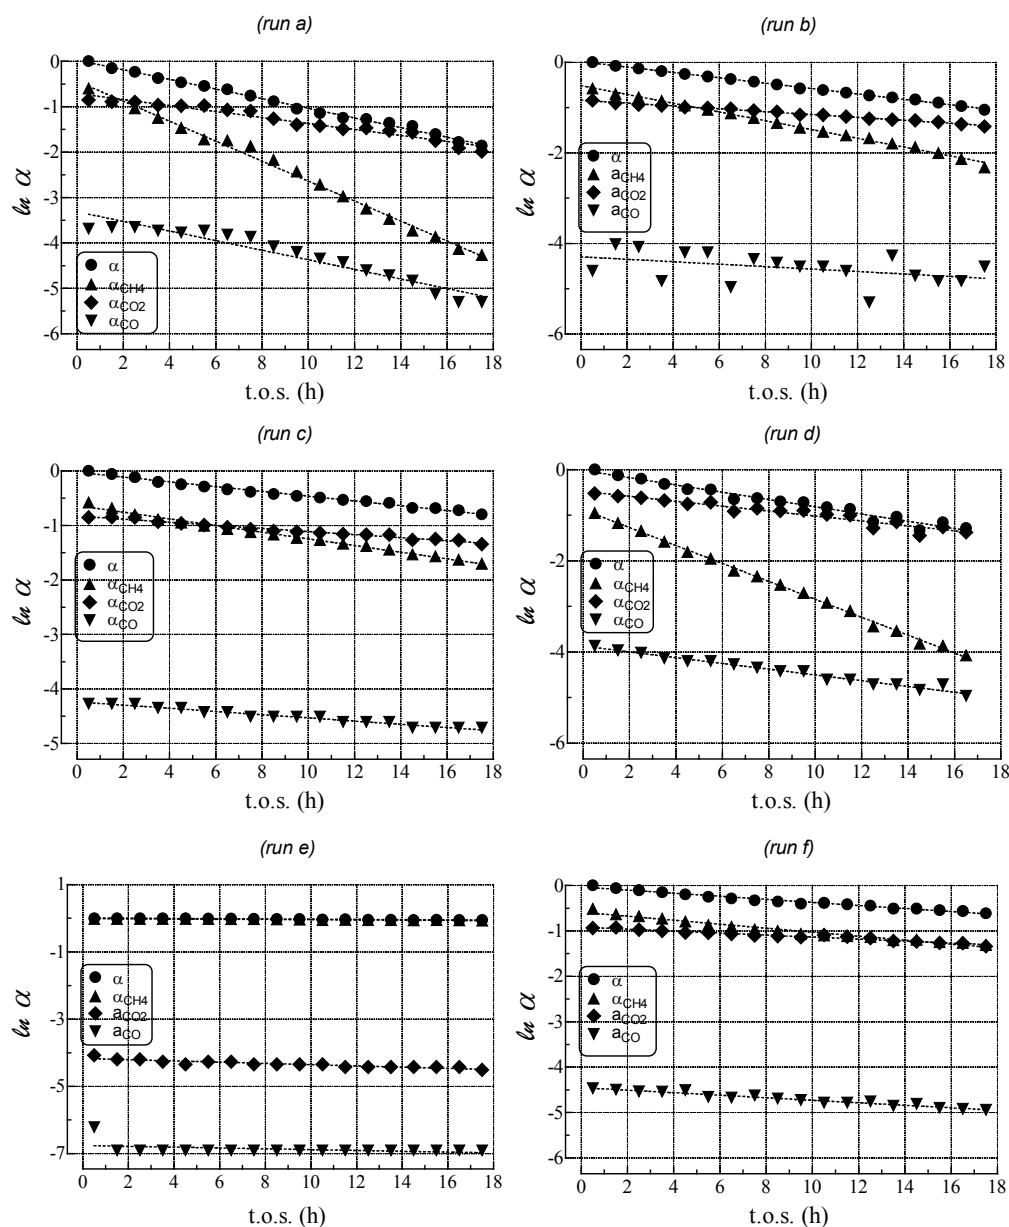 (run a)
ln α
0
-1
-2
-3
-4
-5
-6
α
αCH4
αCO2
αCO
0 2 4 6 8 10 12 14 16 18
t.o.s. (h)
(run b)
ln α
0
-2
-4
-6
α
aCH4
aCO2
aCO
0 2 4 6 8 10 12 14 16 18
t.o.s. (h)
(run c)
ln α
0
-1
-2
-4
-5
α
αCH4
αCO2
αCO
0 2 4 6 8 10 12 14 16 18
t.o.s. (h)
(run d)
ln α
0
-2
-4
-6
α
αCH4
αCO2
αCO
0 2 4 6 8 10 12 14 16 18
t.o.s. (h)
(run e)
ln α
1
-1
-3
-5
-7
α
αCH4
aCO2
aCO
0 2 4 6 8 10 12 14 16 18
t.o.s. (h)
(run f)
ln α
0
-1
-2
-4
-5
-6
α
αCH4
aCO2
aCO
0 2 4 6 8 10 12 14 16 18
t.o.s. (h)